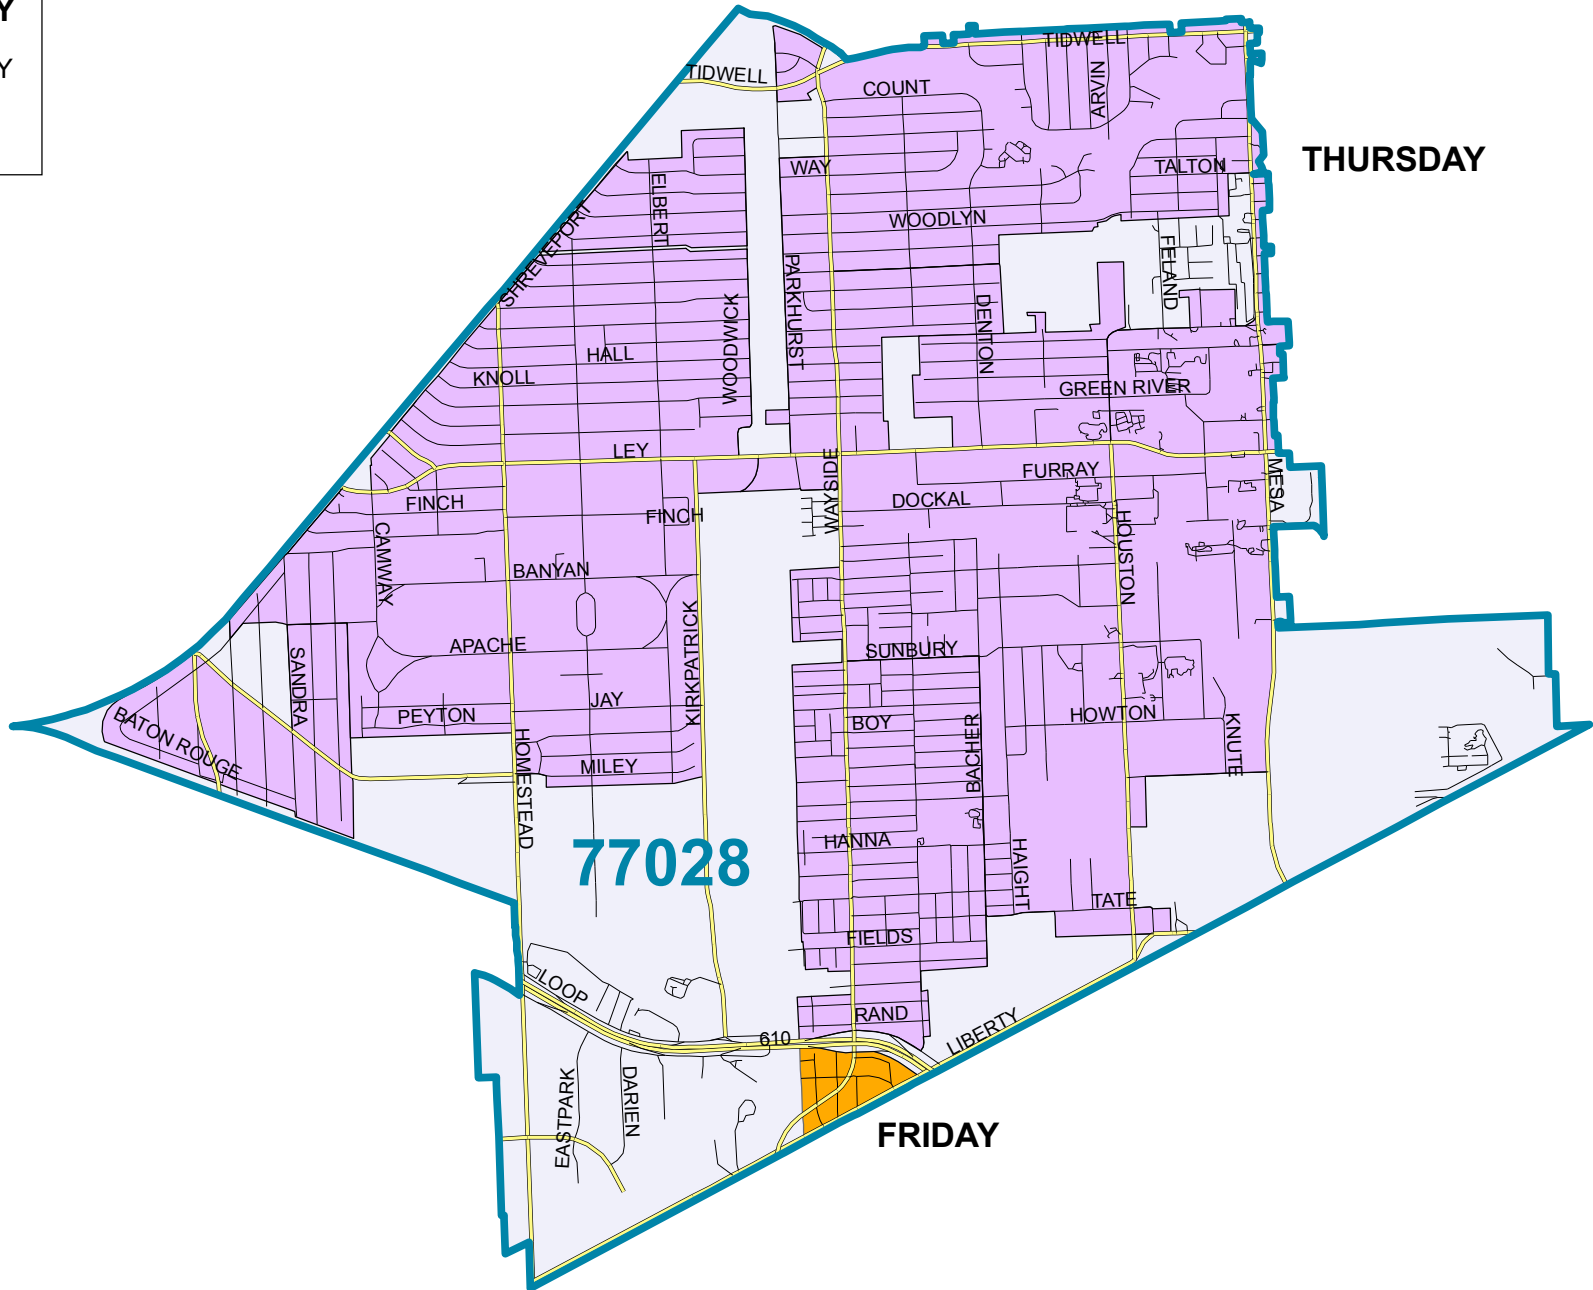 Y
Y
TIDWELL
TIDWELL
COUNT
ARVIN
THURSDAY
WAY
TALTON
ELBERT
WOODLYN
SHREVEPORT
FELAND
PARKHURST
WOODWICK
DENTON
HALL
KNOLL
GREEN RIVER
LEY
WAYSIDE
FURRAY
MESA
DOCKAL
FINCH
FINCH
CAMWAY
HOUSTON
BANYAN
KIRKPATRICK
APACHE
SUNBURY
SANDRA
JAY
PEYTON
BATON ROUGE
BOY
BACHER
HOWTON
KNUTE
HOMESTEAD
MILEY
77028
HANNA
HAIGHT
TATE
FIELDS
LOOP
RAND
610
LIBERTY
EASTPARK
DARIEN
FRIDAY